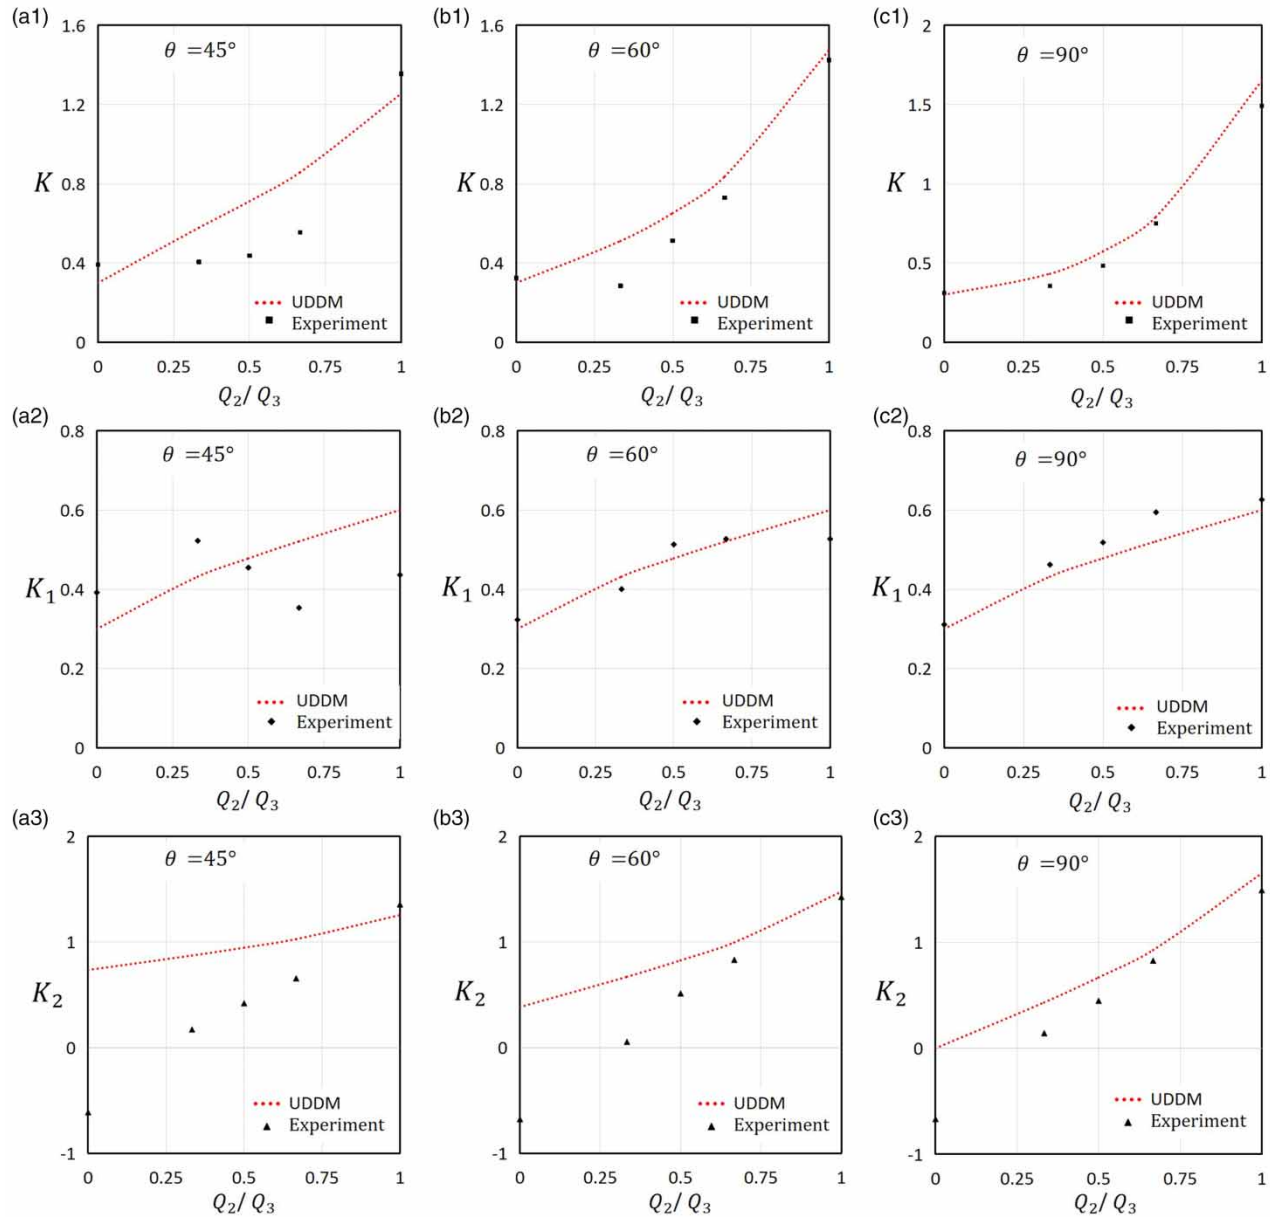 (a1)
θ =45°
1.6
1.2
K
0.8
0.4
0
UDDM
Experiment
0 0.25 0.5 0.75 1
Q₂/ Q₃
(b1)
θ =60°
1.6
1.2
K
0.8
0.4
0
UDDM
Experiment
0 0.25 0.5 0.75 1
Q₂/ Q₃
(c1)
θ =90°
2
1.5
K
1
0.5
0
UDDM
Experiment
0 0.25 0.5 0.75 1
Q₂/ Q₃
(a2)
θ =45°
0.8
0.6
K₁
0.4
0.2
0
UDDM
Experiment
0 0.25 0.5 0.75 1
Q₂/ Q₃
(b2)
θ =60°
0.8
0.6
K₁
0.4
0.2
0
UDDM
Experiment
0 0.25 0.5 0.75 1
Q₂/ Q₃
(c2)
θ =90°
0.8
0.6
K₁
0.4
0.2
0
UDDM
Experiment
0 0.25 0.5 0.75 1
Q₂/ Q₃
(a3)
θ =45°
2
1
K₂
0
-1
UDDM
Experiment
0 0.25 0.5 0.75 1
Q₂/ Q₃
(b3)
θ =60°
2
1
K₂
0
-1
UDDM
Experiment
0 0.25 0.5 0.75 1
Q₂/ Q₃
(c3)
θ =90°
2
1
K₂
0
-1
UDDM
Experiment
0 0.25 0.5 0.75 1
Q₂/ Q₃